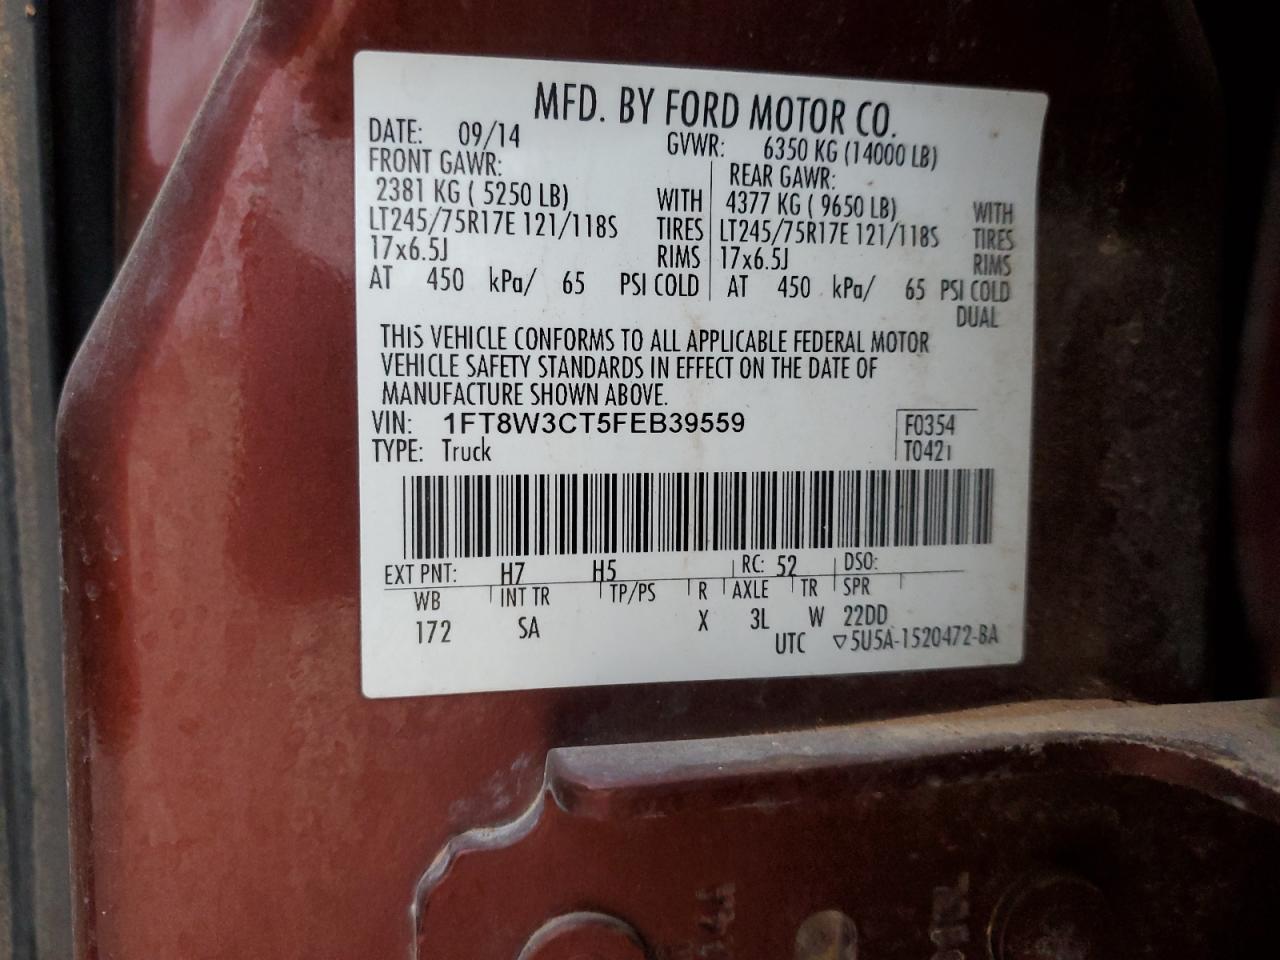 MFD. BY FORD MOTOR CO.
DATE: 09/14 GVWR: 6350 KG (14000 LB)
FRONT GAWR: REAR GAWR:
2381 KG ( 5250 LB) WITH 4377 KG ( 9650 LB) WITH
LT245/75R17E 121/118S TIRES LT245/75R17E 121/118S TIRES
17x6.5J RIMS 17x6.5J RIMS
AT 450 kPa/ 65 PSI COLD AT 450 kPa/ 65 PSI COLD
DUAL
THIS VEHICLE CONFORMS TO ALL APPLICABLE FEDERAL MOTOR
VEHICLE SAFETY STANDARDS IN EFFECT ON THE DATE OF
MANUFACTURE SHOWN ABOVE.
VIN: 1FT8W3CT5FEB39559 F0354
TYPE: Truck T0421
EXT PNT: H7 H5 RC: 52 DSO:
WB INT TR TP/PS R AXLE TR SPR
172 SA X 3L W 22DD
UTC ▽5U5A-1520472-BA